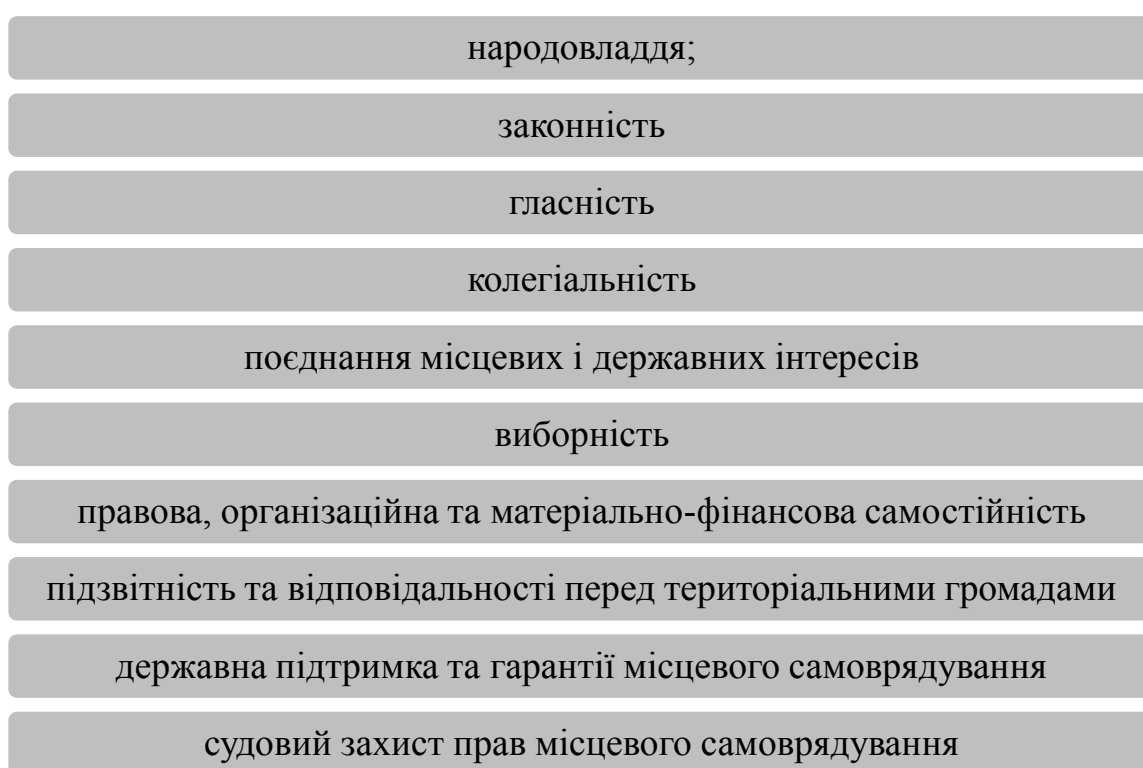 народовладдя;
законність
гласність
колегіальність
поєднання місцевих і державних інтересів
виборність
правова, організаційна та матеріально-фінансова самостійність
підзвітність та відповідальності перед територіальними громадами
державна підтримка та гарантії місцевого самоврядування
судовий захист прав місцевого самоврядування